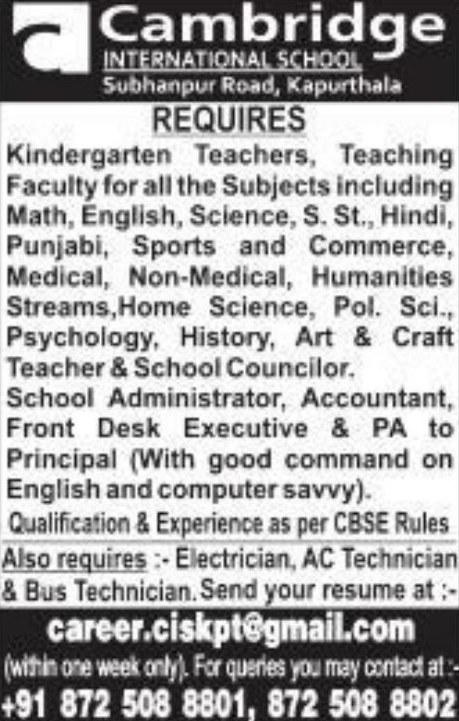 Cambridge
INTERNATIONAL SCHOOL
Subhanpur Road, Kapurthala
REQUIRES
Kindergarten Teachers, Teaching
Faculty for all the Subjects including
Math, English, Science, S. St., Hindi,
Punjabi, Sports and Commerce,
Medical, Non-Medical, Humanities
Streams,Home Science, Pol. Sci.,
Psychology, History, Art & Craft
Teacher & School Councilor.
School Administrator, Accountant,
Front Desk Executive & PA to
Principal (With good command on
English and computer savvy).
Qualification & Experience as per CBSE Rules
Also requires :- Electrician, AC Technician
& Bus Technician. Send your resume at :-
career.ciskpt@gmail.com
(within one week only). For queries you may contact at :-
+91 872 508 8801, 872 508 8802